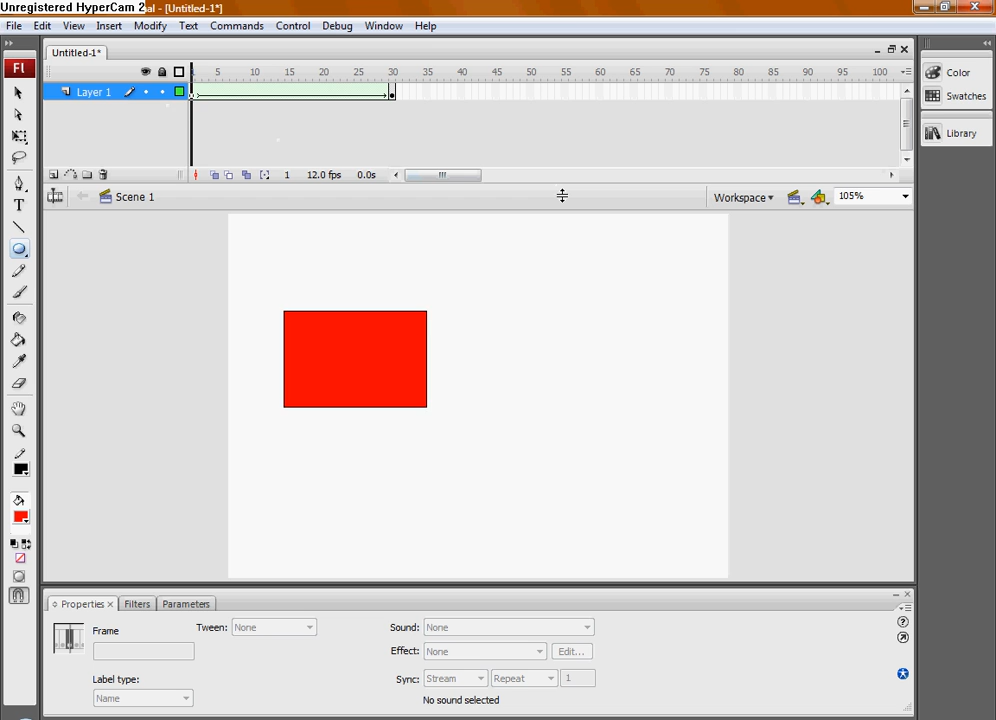 Unregistered HyperCam 2
al - [Untitled-1*]
File Edit View Insert Modify Text Commands Control Debug Window Help
Untitled-1*
Fl
5 10 15 20 25 30 35 40 45 50 55 60 65 70 75 80 85 90 95 100
Layer 1
1 12.0 fps 0.0s
Scene 1
Workspace 105%
Color
Swatches
Library
T
Properties Filters Parameters
Frame Tween: None Sound: None
Effect: None Edit...
Label type: Sync: Stream Repeat 1
Name No sound selected